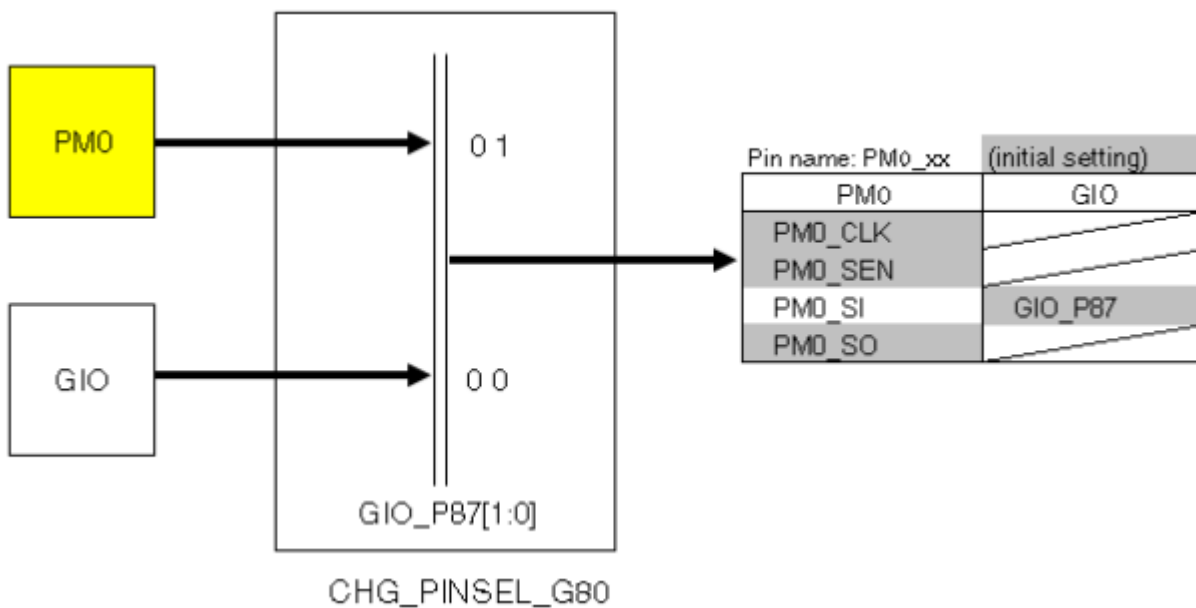 PM0
0 1
Pin name: PM0_xx (initial setting)
PM0 GIO
PM0_CLK
PM0_SEN
PM0_SI GIO_P87
PM0_SO
GIO
0 0
GIO_P87[1:0]
CHG_PINSEL_G80